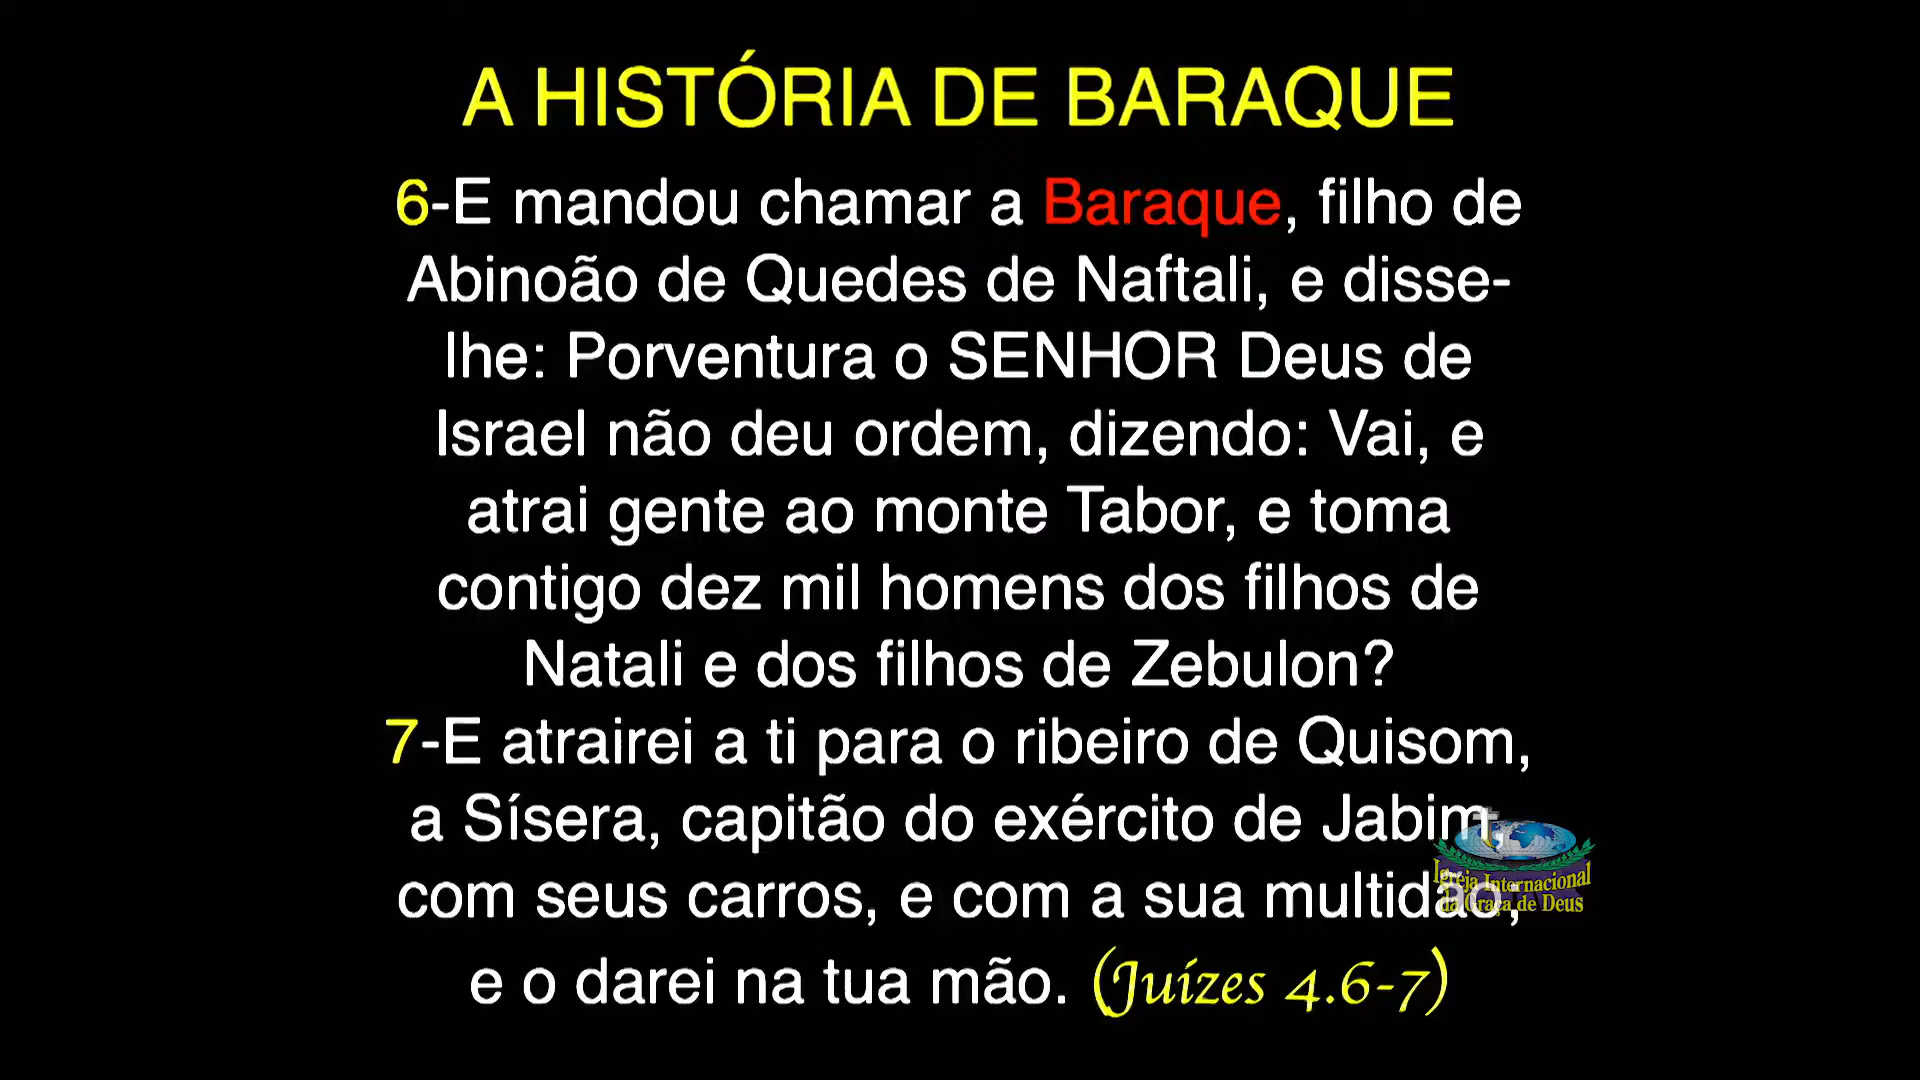 A HISTÓRIA DE BARAQUE
6-E mandou chamar a Baraque, filho de
Abinoão de Quedes de Naftali, e disse-
lhe: Porventura o SENHOR Deus de
Israel não deu ordem, dizendo: Vai, e
atrai gente ao monte Tabor, e toma
contigo dez mil homens dos filhos de
Natali e dos filhos de Zebulon?
7-E atrairei a ti para o ribeiro de Quisom,
a Sísera, capitão do exército de Jabim,
com seus carros, e com a sua multidão;
e o darei na tua mão. (Juízes 4.6-7)
Igreja Internacional
da Graça de Deus